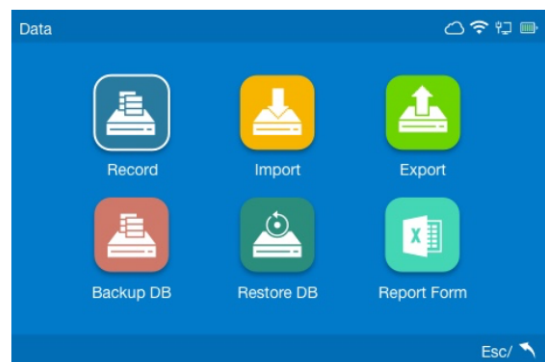 Data
Record Import Export
Backup DB Restore DB Report Form
Esc/